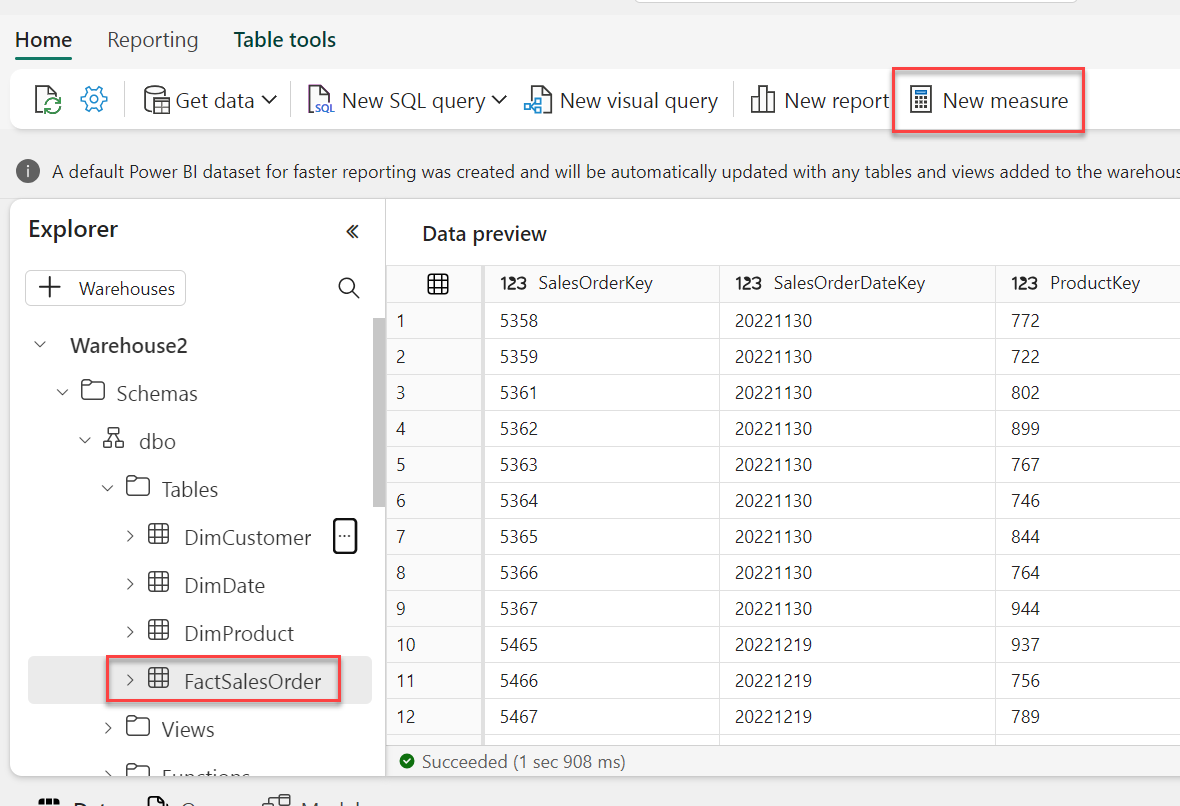 Home Reporting Table tools
Get data SQL New SQL query New visual query New report New measure
A default Power BI dataset for faster reporting was created and will be automatically updated with any tables and views added to the
Explorer «
+ Warehouses
Warehouse2
Schemas
dbo
Tables
DimCustomer ...
DimDate
DimProduct
FactSalesOrder
Views
Functions
Data preview
123 SalesOrderKey 123 SalesOrderDateKey 123 ProductKey
1 5358 20221130 772
2 5359 20221130 722
3 5361 20221130 802
4 5362 20221130 899
5 5363 20221130 767
6 5364 20221130 746
7 5365 20221130 844
8 5366 20221130 764
9 5367 20221130 944
10 5465 20221219 937
11 5466 20221219 756
12 5467 20221219 789
Succeeded (1 sec 908 ms)